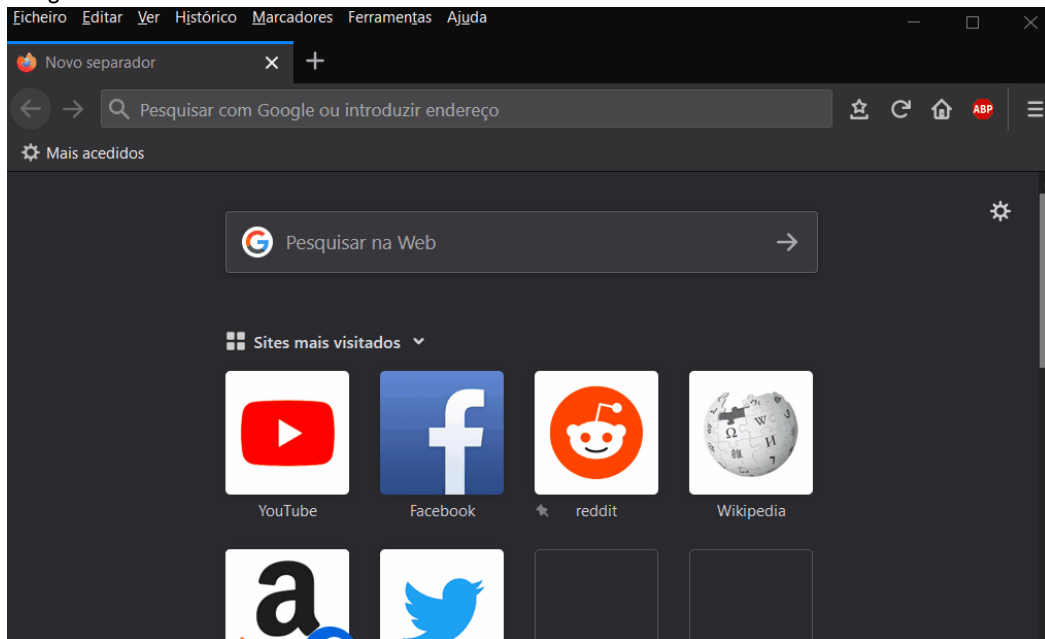 Ficheiro Editar Ver Histórico Marcadores Ferramentas Ajuda
Novo separador
Pesquisar com Google ou introduzir endereço
ABP
Mais acedidos
Pesquisar na Web
Sites mais visitados
YouTube Facebook reddit Wikipedia